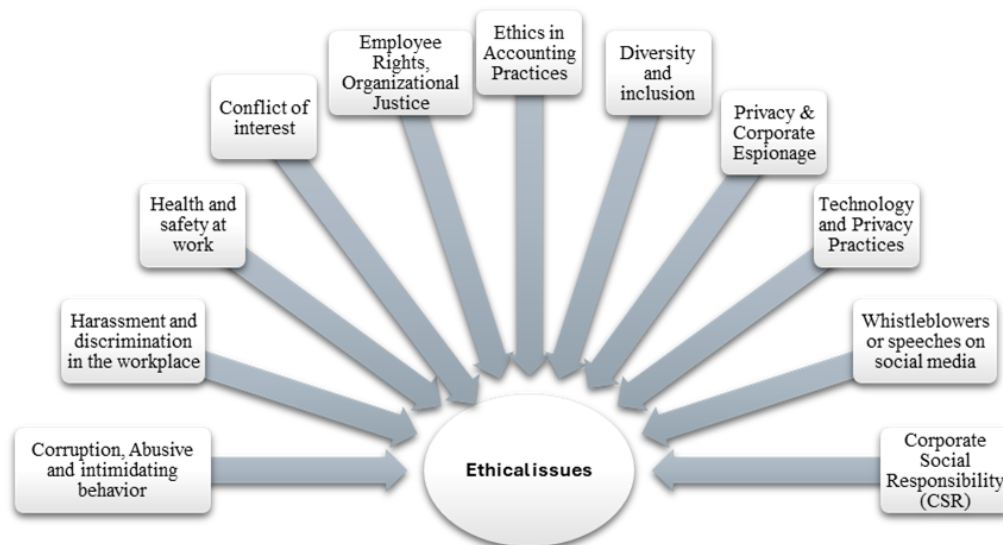 Corruption, Abusive
and intimidating
behavior
Harassment and
discrimination
in the workplace
Health and
safety at
work
Conflict of
interest
Employee
Rights,
Organizational
Justice
Ethics in
Accounting
Practices
Diversity
and
inclusion
Privacy &
Corporate
Espionage
Technology
and Privacy
Practices
Whistleblowers
or speeches on
social media
Corporate
Social
Responsibility
(CSR)
Ethical issues